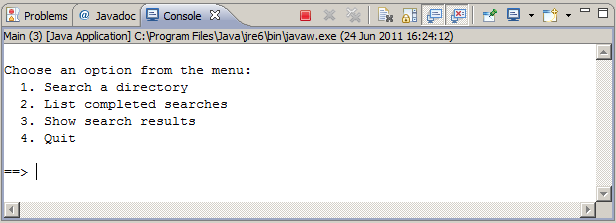 Problems @ Javadoc Console
Main (3) [Java Application] C:\Program Files\Java\jre6\bin\javaw.exe (24 Jun 2011 16:24:12)
Choose an option from the menu:
1. Search a directory
2. List completed searches
3. Show search results
4. Quit
==>